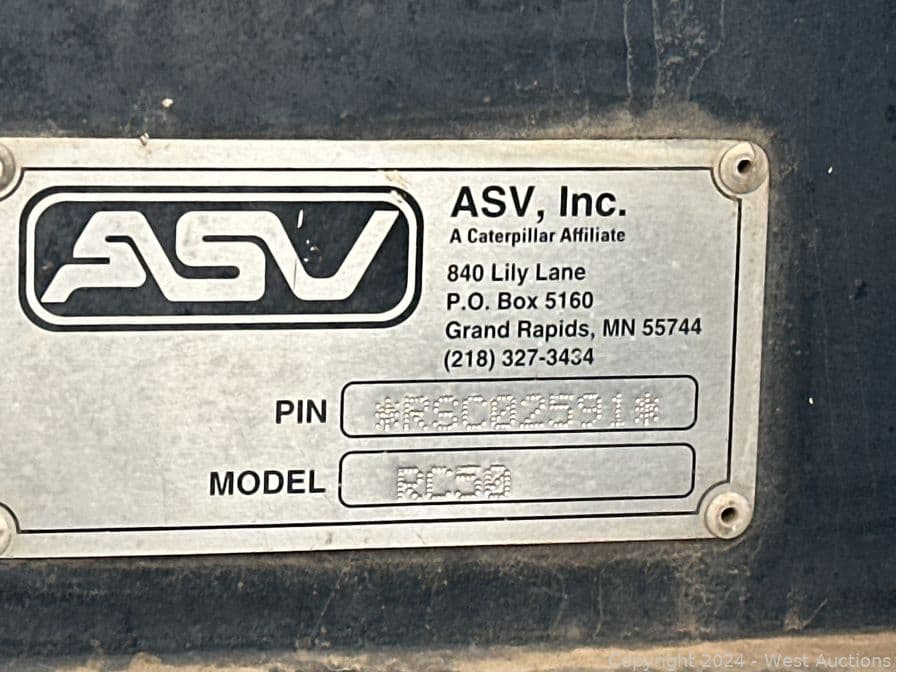 ASV
ASV, Inc.
A Caterpillar Affiliate
840 Lily Lane
P.O. Box 5160
Grand Rapids, MN 55744
(218) 327-3434
PIN *RSC02591*
MODEL RC50
Copyright 2024 - West Auctions